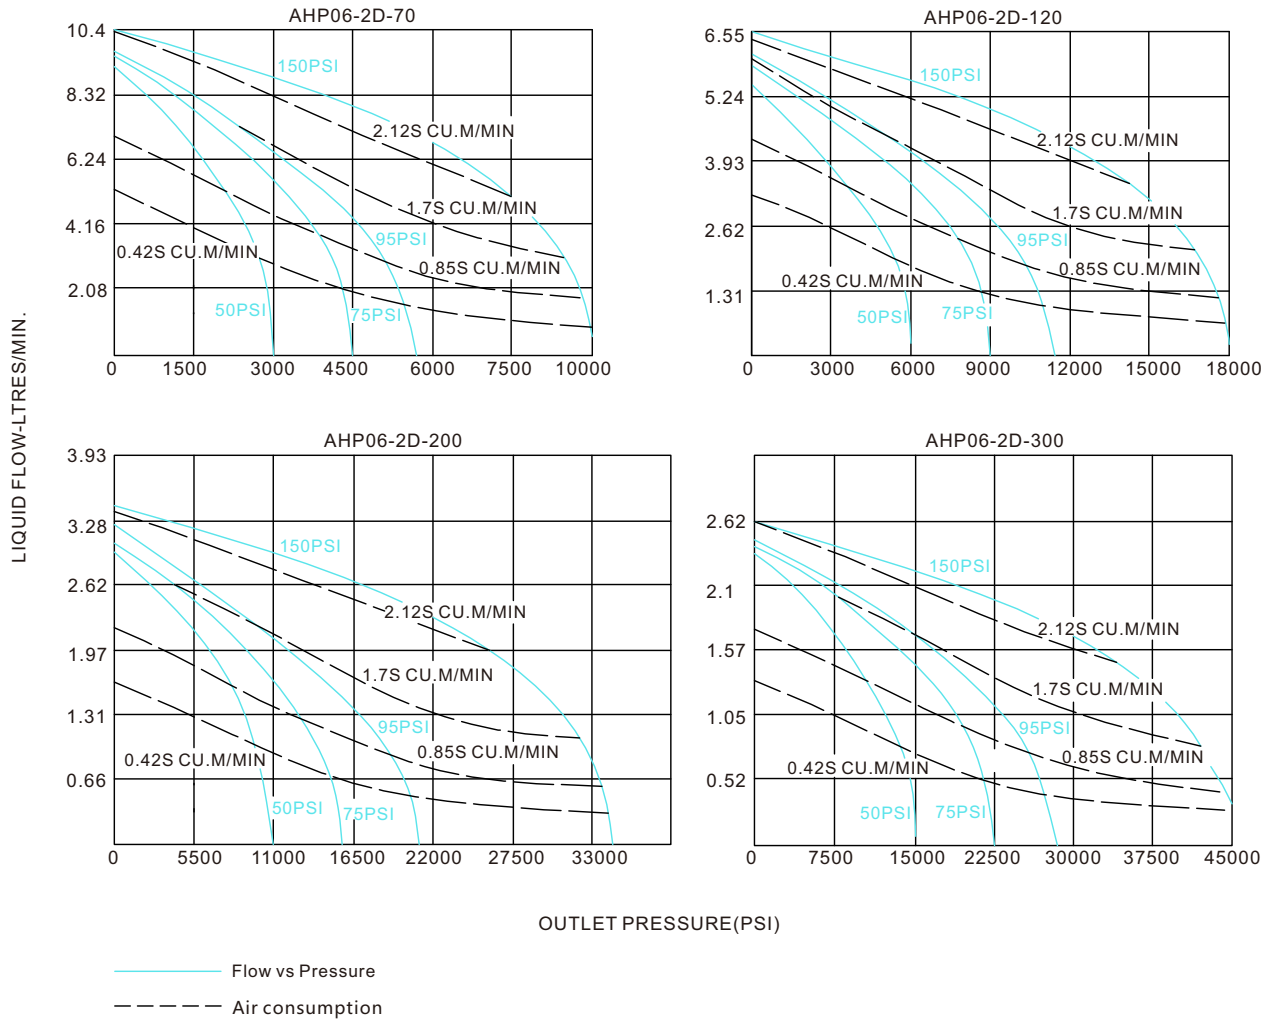 AHP06-2D-70
10.4
8.32
6.24
4.16
2.08
150PSI
2.12S CU.M/MIN
1.7S CU.M/MIN
95PSI
0.42S CU.M/MIN
0.85S CU.M/MIN
50PSI
75PSI
0 1500 3000 4500 6000 7500 10000
AHP06-2D-120
6.55
5.24
3.93
2.62
1.31
150PSI
2.12S CU.M/MIN
1.7S CU.M/MIN
95PSI
0.85S CU.M/MIN
0.42S CU.M/MIN
50PSI
75PSI
0 3000 6000 9000 12000 15000 18000
LIQUID FLOW-LTRES/MIN.
AHP06-2D-200
3.93
3.28
2.62
1.97
1.31
0.66
150PSI
2.12S CU.M/MIN
1.7S CU.M/MIN
95PSI
0.85S CU.M/MIN
0.42S CU.M/MIN
50PSI
75PSI
0 5500 11000 16500 22000 27500 33000
AHP06-2D-300
2.62
2.1
1.57
1.05
0.52
150PSI
2.12S CU.M/MIN
1.7S CU.M/MIN
95PSI
0.85S CU.M/MIN
0.42S CU.M/MIN
50PSI
75PSI
0 7500 15000 22500 30000 37500 45000
OUTLET PRESSURE(PSI)
Flow vs Pressure
Air consumption